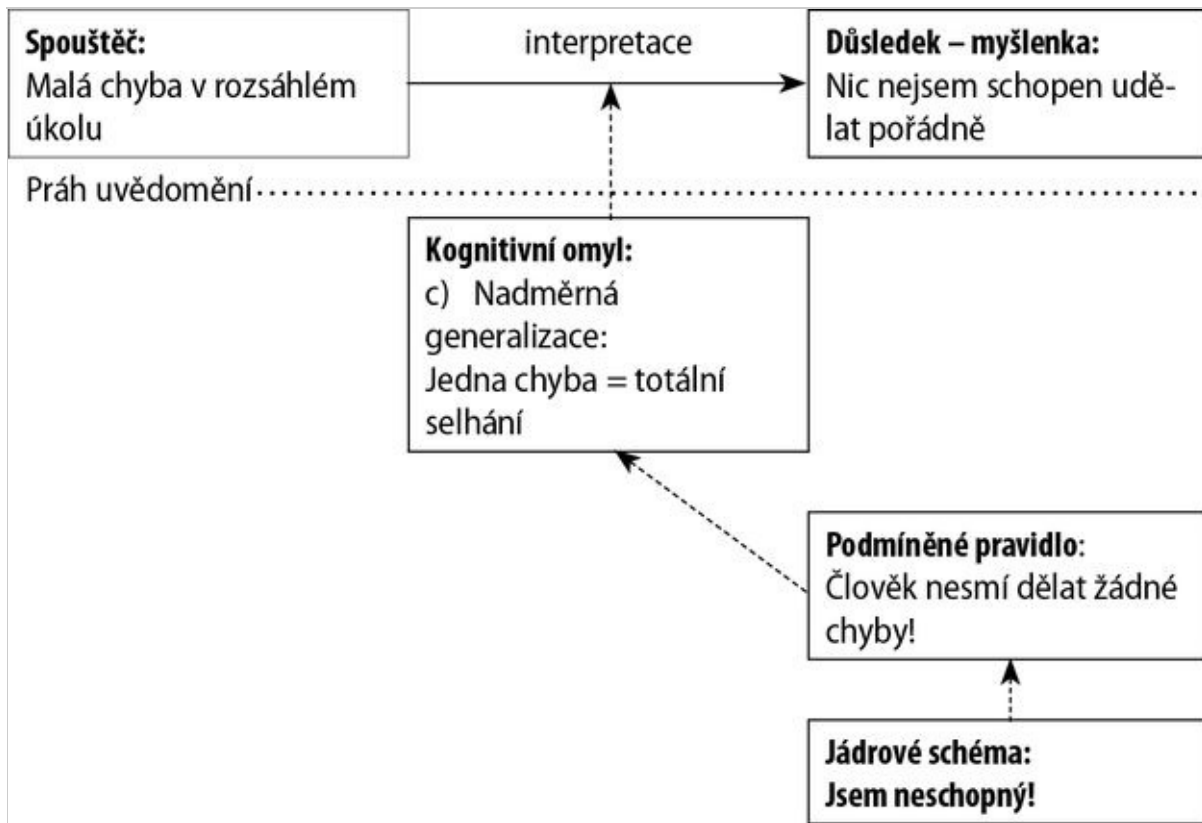 Spouštěč:
Malá chyba v rozsáhlém
úkolu
interpretace
Důsledek – myšlenka:
Nic nejsem schopen udě-
lat pořádně
Práh uvědomění
Kognitivní omyl:
c) Nadměrná
generalizace:
Jedna chyba = totální
selhání
Podmíněné pravidlo:
Člověk nesmí dělat žádné
chyby!
Jádrové schéma:
Jsem neschopný!